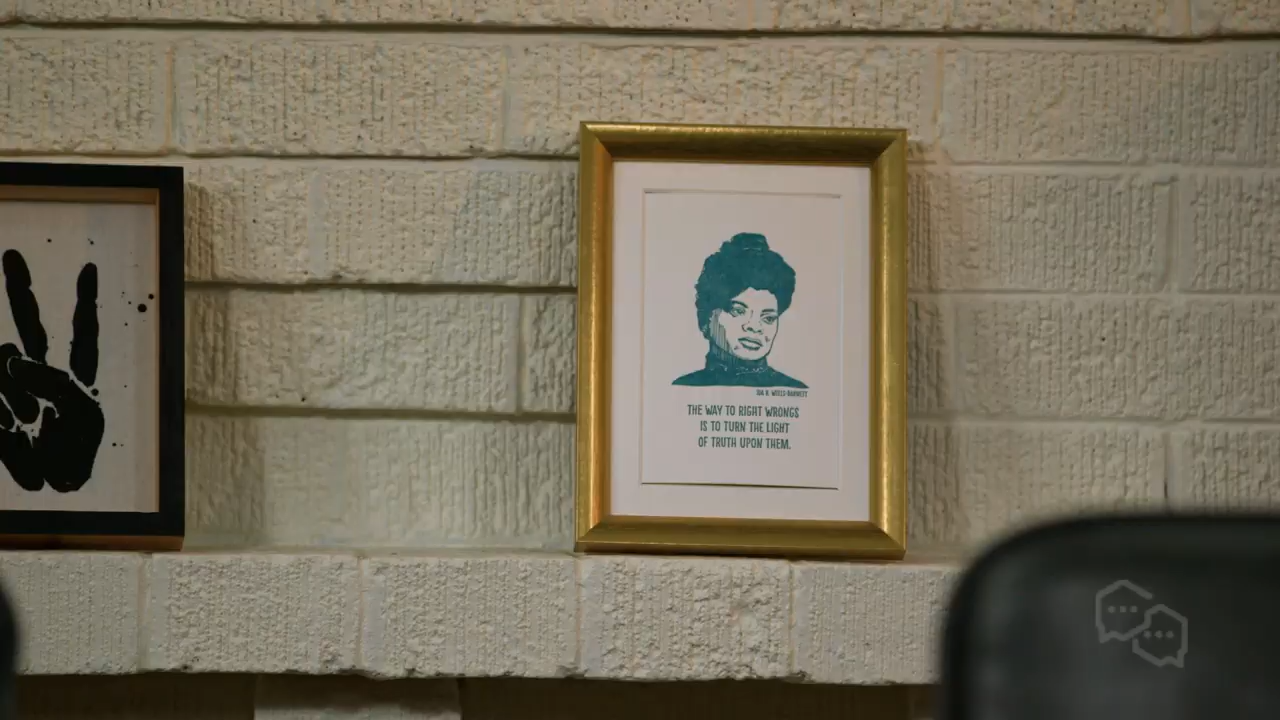 IDA B. WELLS-BARNETT
THE WAY TO RIGHT WRONGS
IS TO TURN THE LIGHT
OF TRUTH UPON THEM.